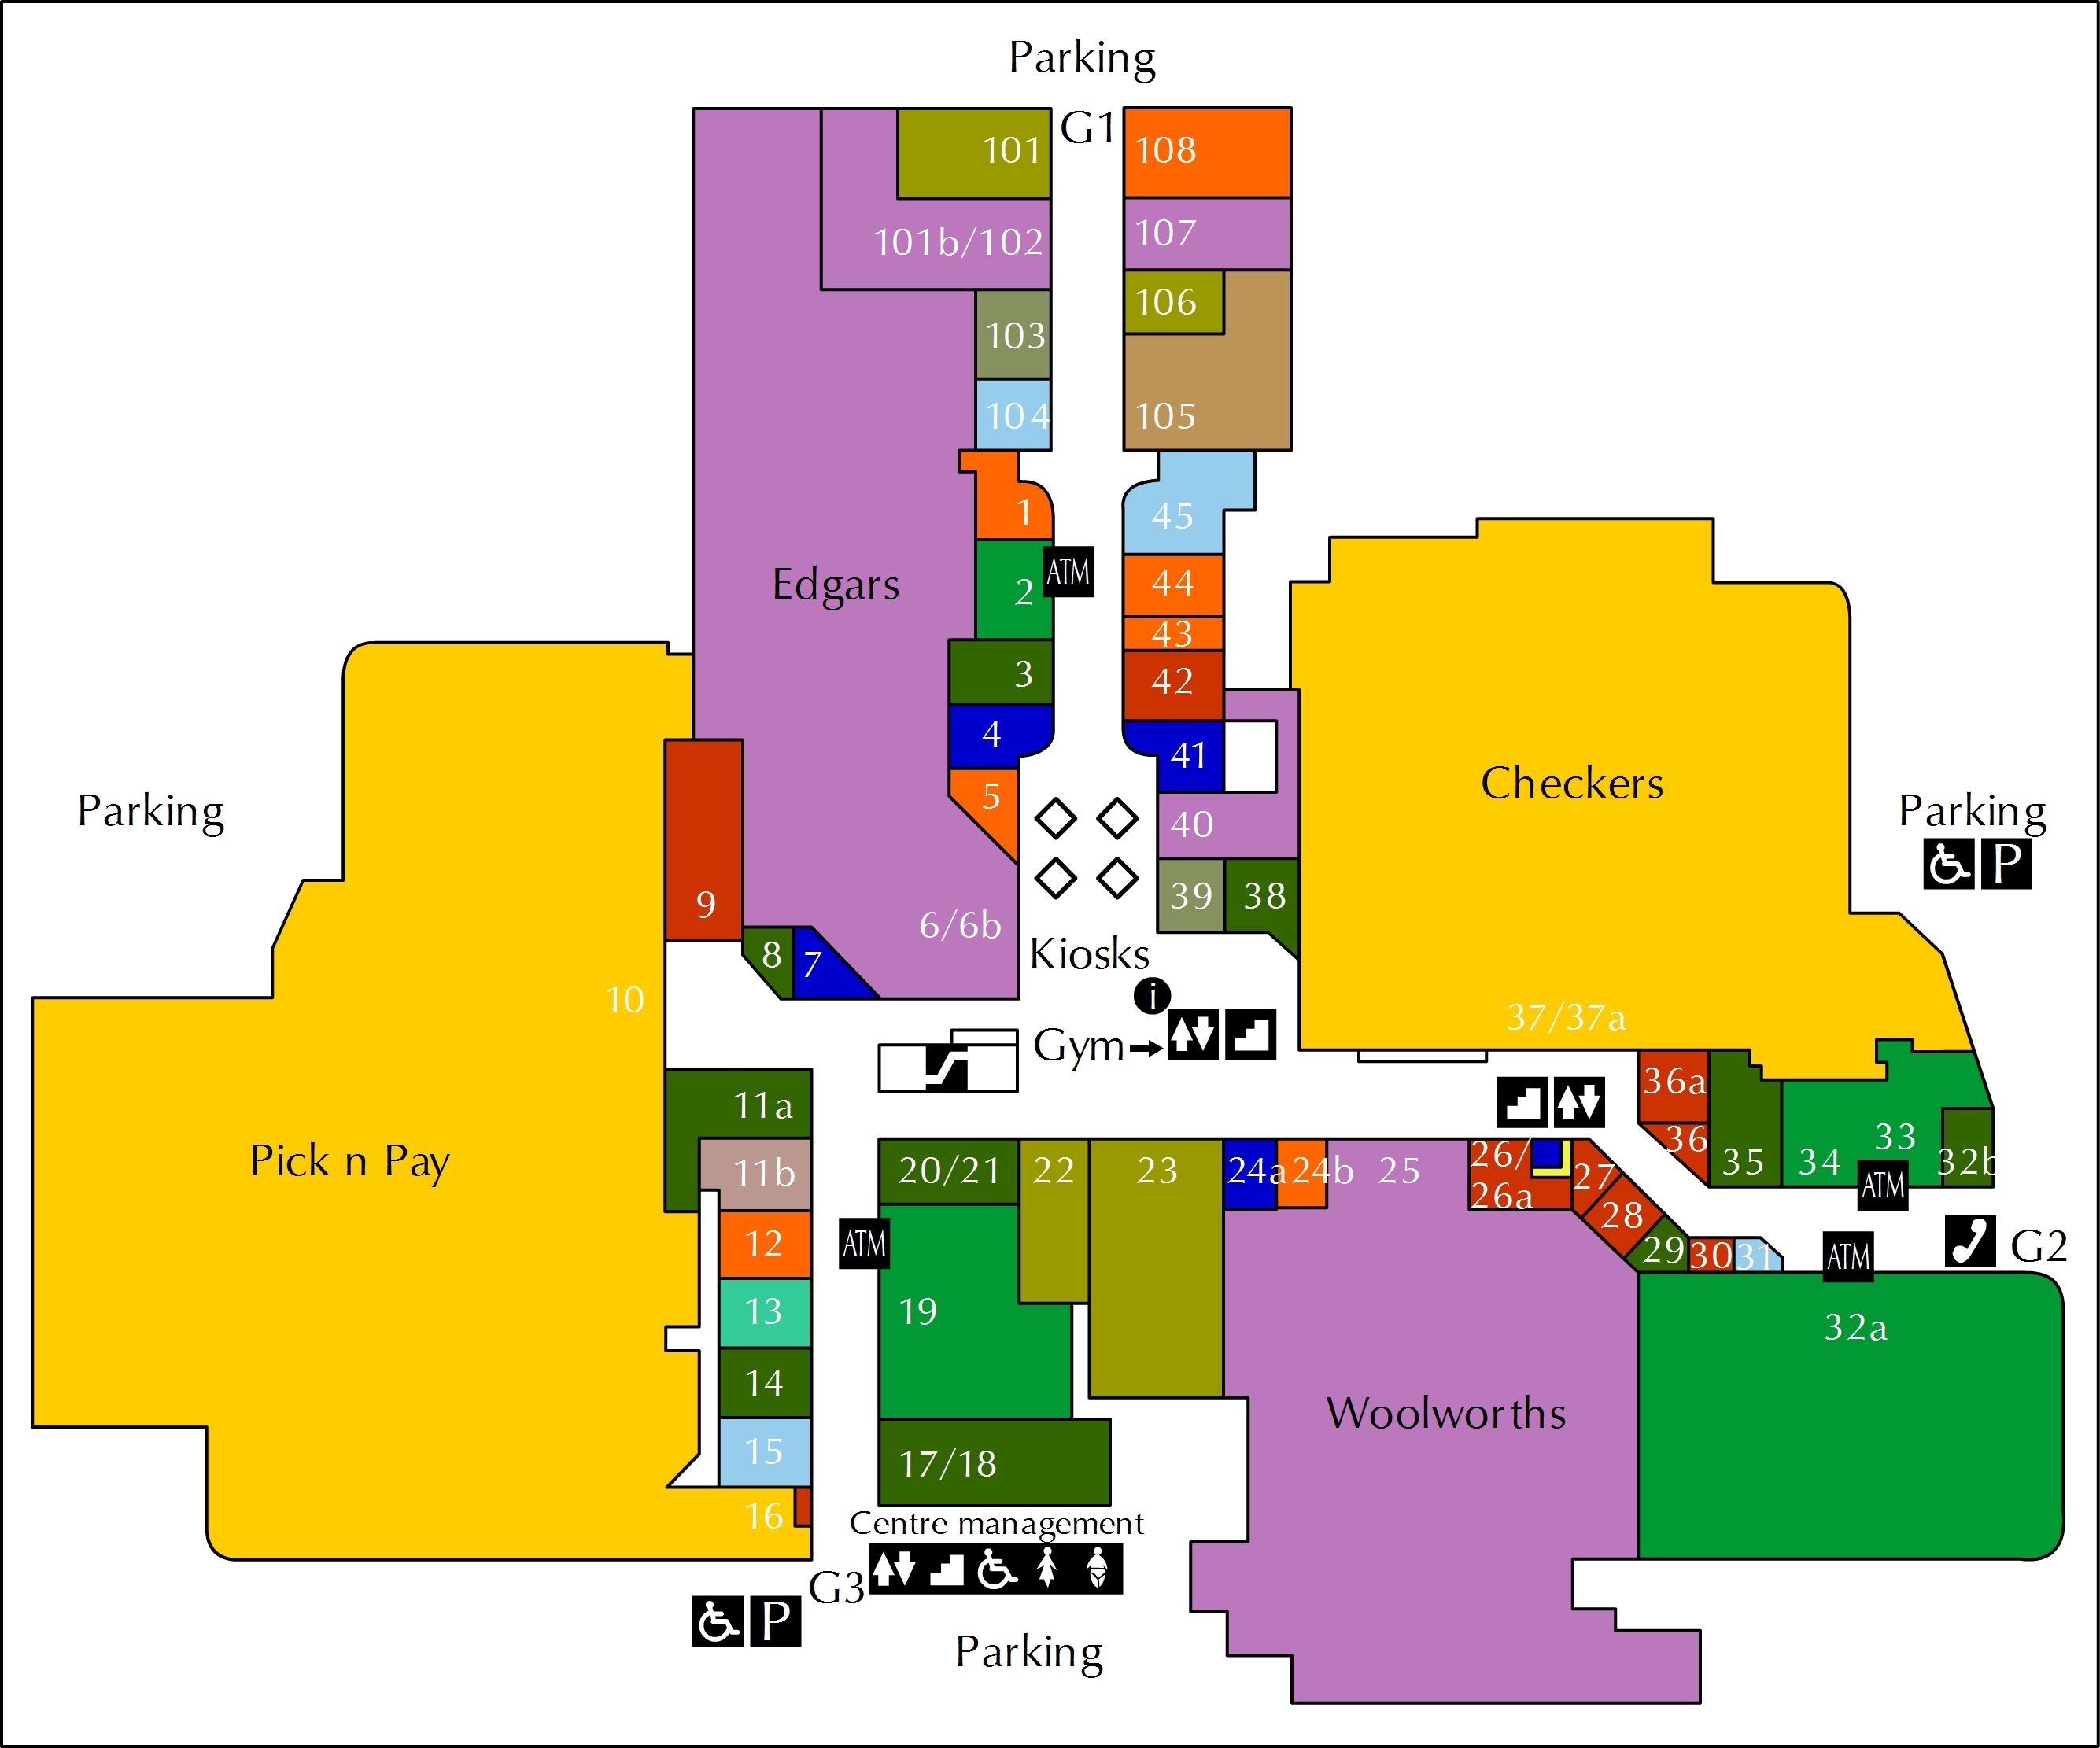 Parking
G1
101
108
101b/102
107
106
103
104
105
1
45
2
ATM
44
43
3
42
4
41
5
40
Edgars
Checkers
Parking
Parking
P
9
39
38
6/6b
8
7
Kiosks
i
10
37/37a
Gym
11a
36a
36
Pick n Pay
11b
20/21
22
23
24a
24b
25
26/
26a
27
28
35
34
33
32b
ATM
29
30
31
ATM
G2
12
ATM
13
19
32a
14
Woolworths
15
17/18
16
Centre management
G3
P
Parking